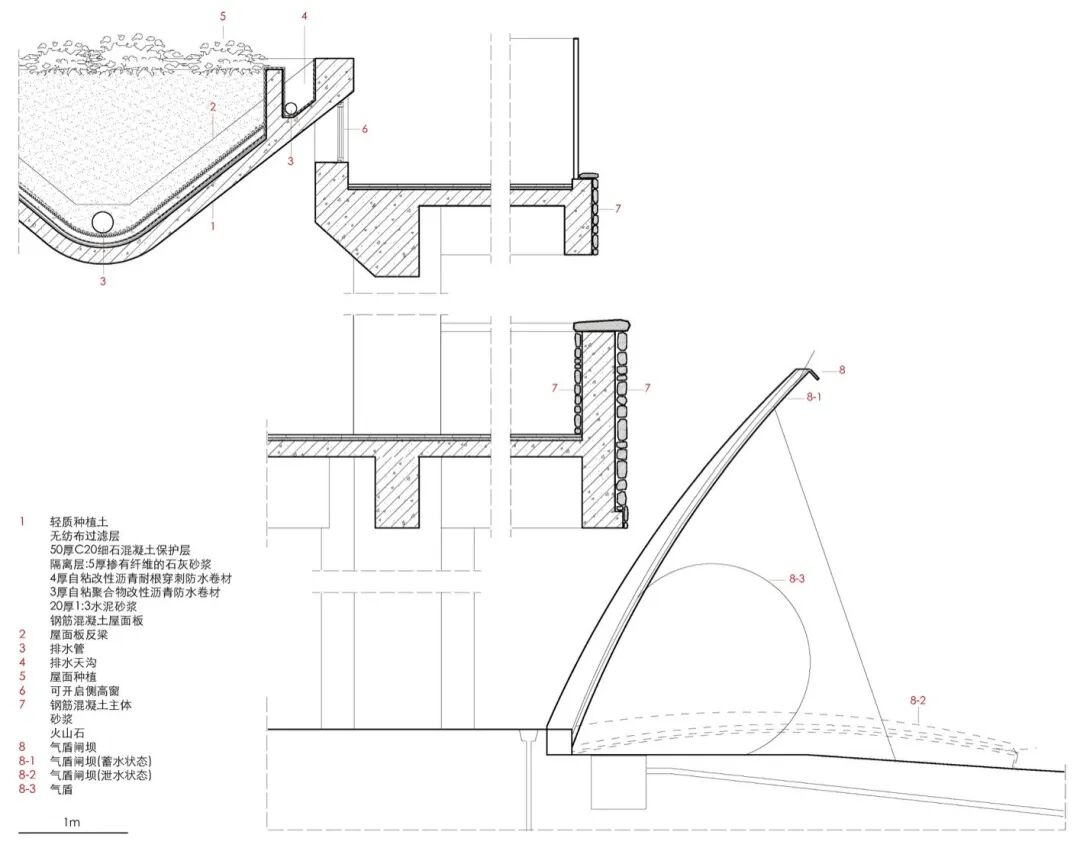 5
4
2
6
3
7
1
3
7
7
8
8-1
8-3
8-2
1 轻质种植土
无纺布过滤层
50厚C20细石混凝土保护层
隔离层:5厚掺有纤维的石灰砂浆
4厚自粘改性沥青耐根穿刺防水卷材
3厚自粘聚合物改性沥青防水卷材
20厚1:3水泥砂浆
钢筋混凝土屋面板
2 屋面板反梁
3 排水管
4 排水天沟
5 屋面种植
6 可开启侧高窗
7 钢筋混凝土主体
砂浆
火山石
8 气盾闸坝
8-1 气盾闸坝(蓄水状态)
8-2 气盾闸坝(泄水状态)
8-3 气盾
1m